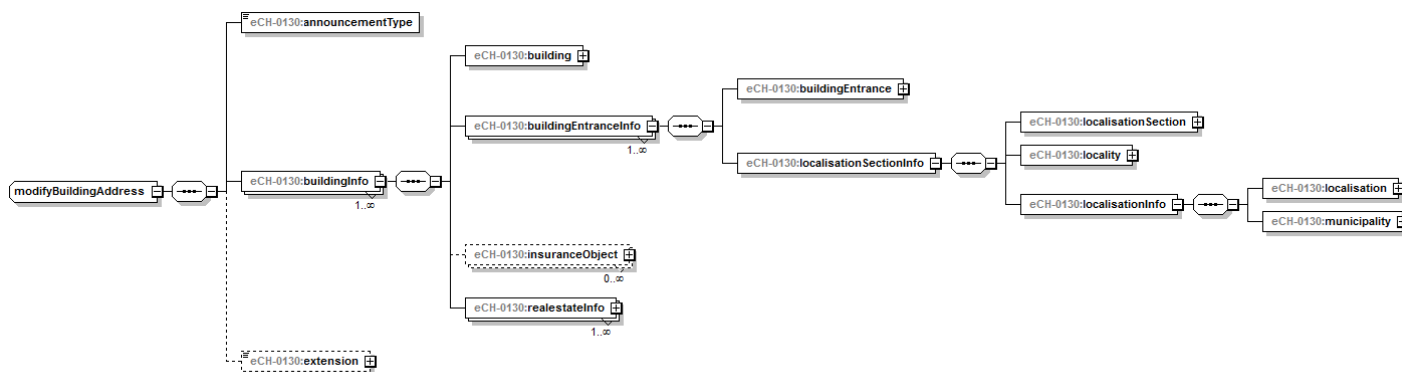 eCH-0130:announcementType
eCH-0130:building
eCH-0130:buildingEntrance
eCH-0130:buildingEntranceInfo
1..∞
eCH-0130:localisationSection
eCH-0130:locality
eCH-0130:localisationSectionInfo
modifyBuildingAddress
eCH-0130:buildingInfo
1..∞
eCH-0130:localisationInfo
eCH-0130:localisation
eCH-0130:municipality
eCH-0130:insuranceObject
0..∞
eCH-0130:realestateInfo
1..∞
eCH-0130:extension